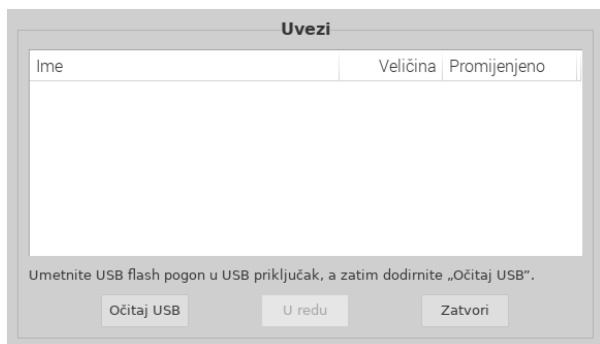 Uvezi
Ime Veličina Promijenjeno
Umetnite USB flash pogon u USB priključak, a zatim dodirnite „Očitaj USB”.
Očitaj USB U redu Zatvori